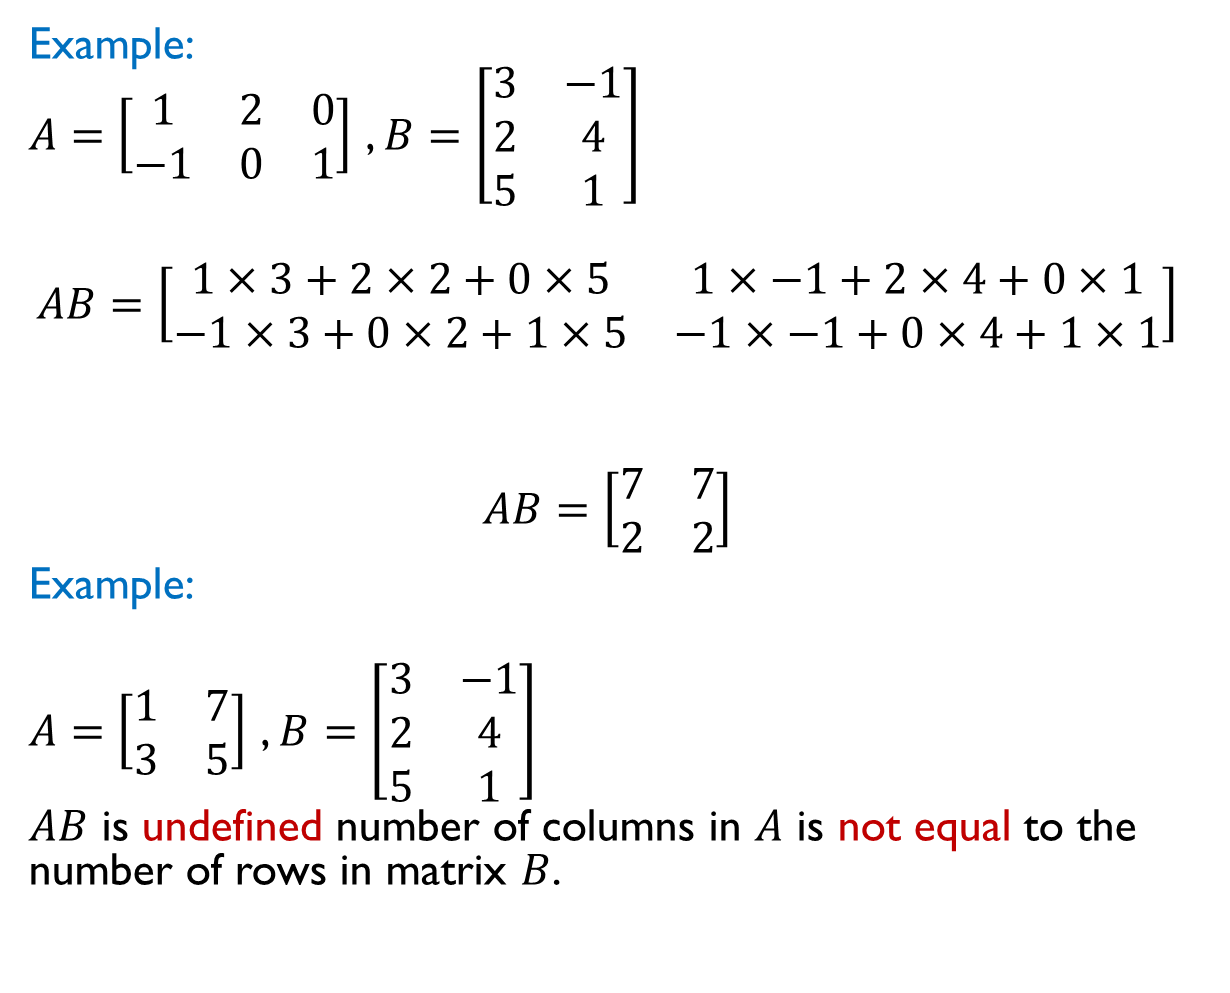 Example:
A = [1 2 0; −1 0 1], B = [3 −1; 2 4; 5 1]
AB = [1 × 3 + 2 × 2 + 0 × 5 1 × −1 + 2 × 4 + 0 × 1; −1 × 3 + 0 × 2 + 1 × 5 −1 × −1 + 0 × 4 + 1 × 1]
AB = [7 7; 2 2]
Example:
A = [1 7; 3 5], B = [3 −1; 2 4; 5 1]
AB is undefined number of columns in A is not equal to the
number of rows in matrix B.